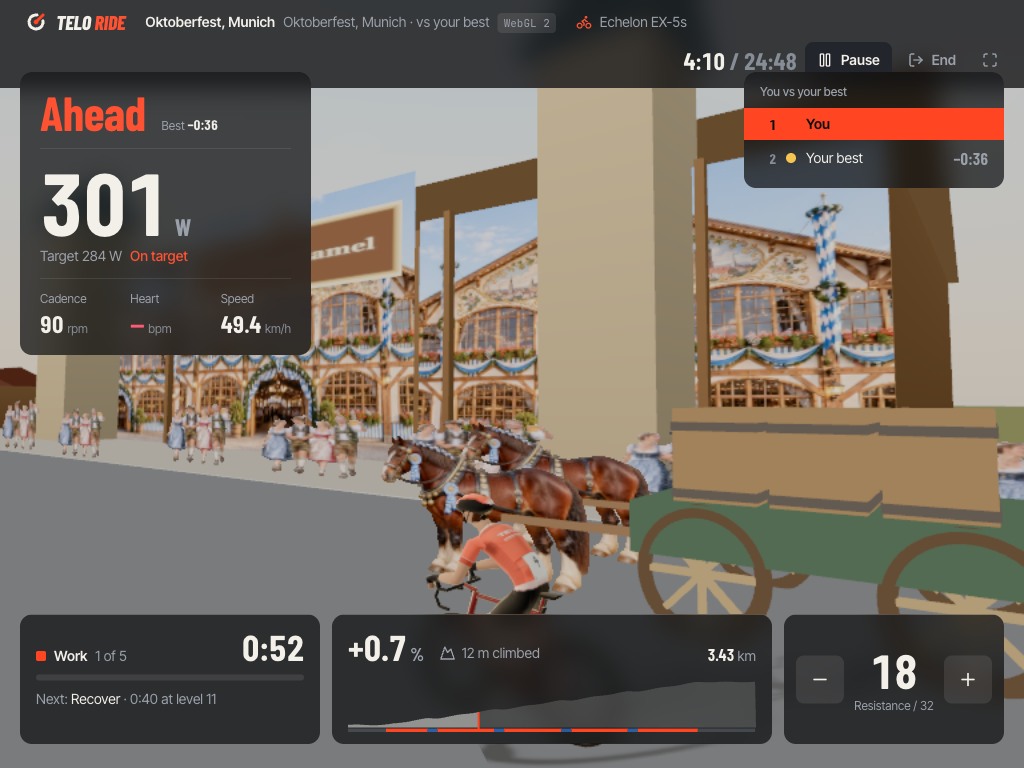 TELO RIDE Oktoberfest, Munich Oktoberfest, Munich · vs your best WebGL 2 Echelon EX-5s
4:10 / 24:48 Pause End
Ahead Best −0:36
301 W
Target 284 W On target
Cadence Heart Speed
90 rpm – bpm 49.4 km/h
You vs your best
1 You
2 Your best −0:36
amel
Work 1 of 5 0:52
Next: Recover · 0:40 at level 11
+0.7 % 12 m climbed 3.43 km
− 18 +
Resistance / 32